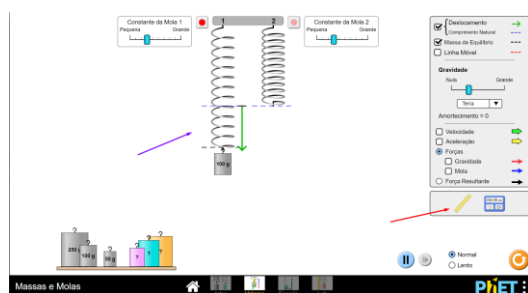 Constante da Mola 1
Pequena Grande
1
2
Constante da Mola 2
Pequena Grande
Deslocamento
Comprimento Natural
Massa de Equilíbrio
Linha Móvel
Gravidade
Nula Grande
Terra
Amortecimento = 0
Velocidade
Aceleração
Forças
Gravidade
Mola
Força Resultante
100 g
250 g
100 g
50 g
?
?
?
Normal
Lento
Massas e Molas
PhET